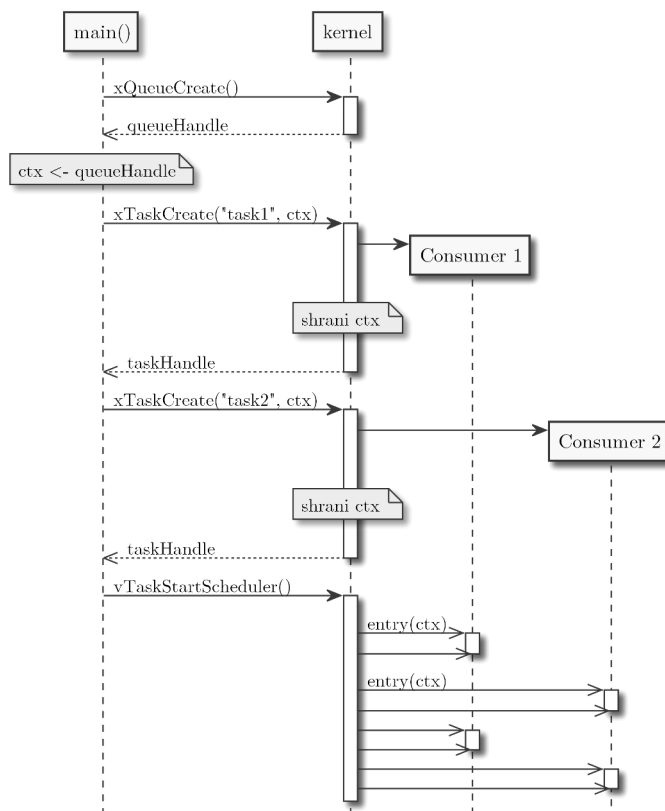 main()
kernel
xQueueCreate()
queueHandle
ctx <- queueHandle
xTaskCreate("task1", ctx)
Consumer 1
shrani ctx
taskHandle
xTaskCreate("task2", ctx)
Consumer 2
shrani ctx
taskHandle
vTaskStartScheduler()
entry(ctx)
entry(ctx)